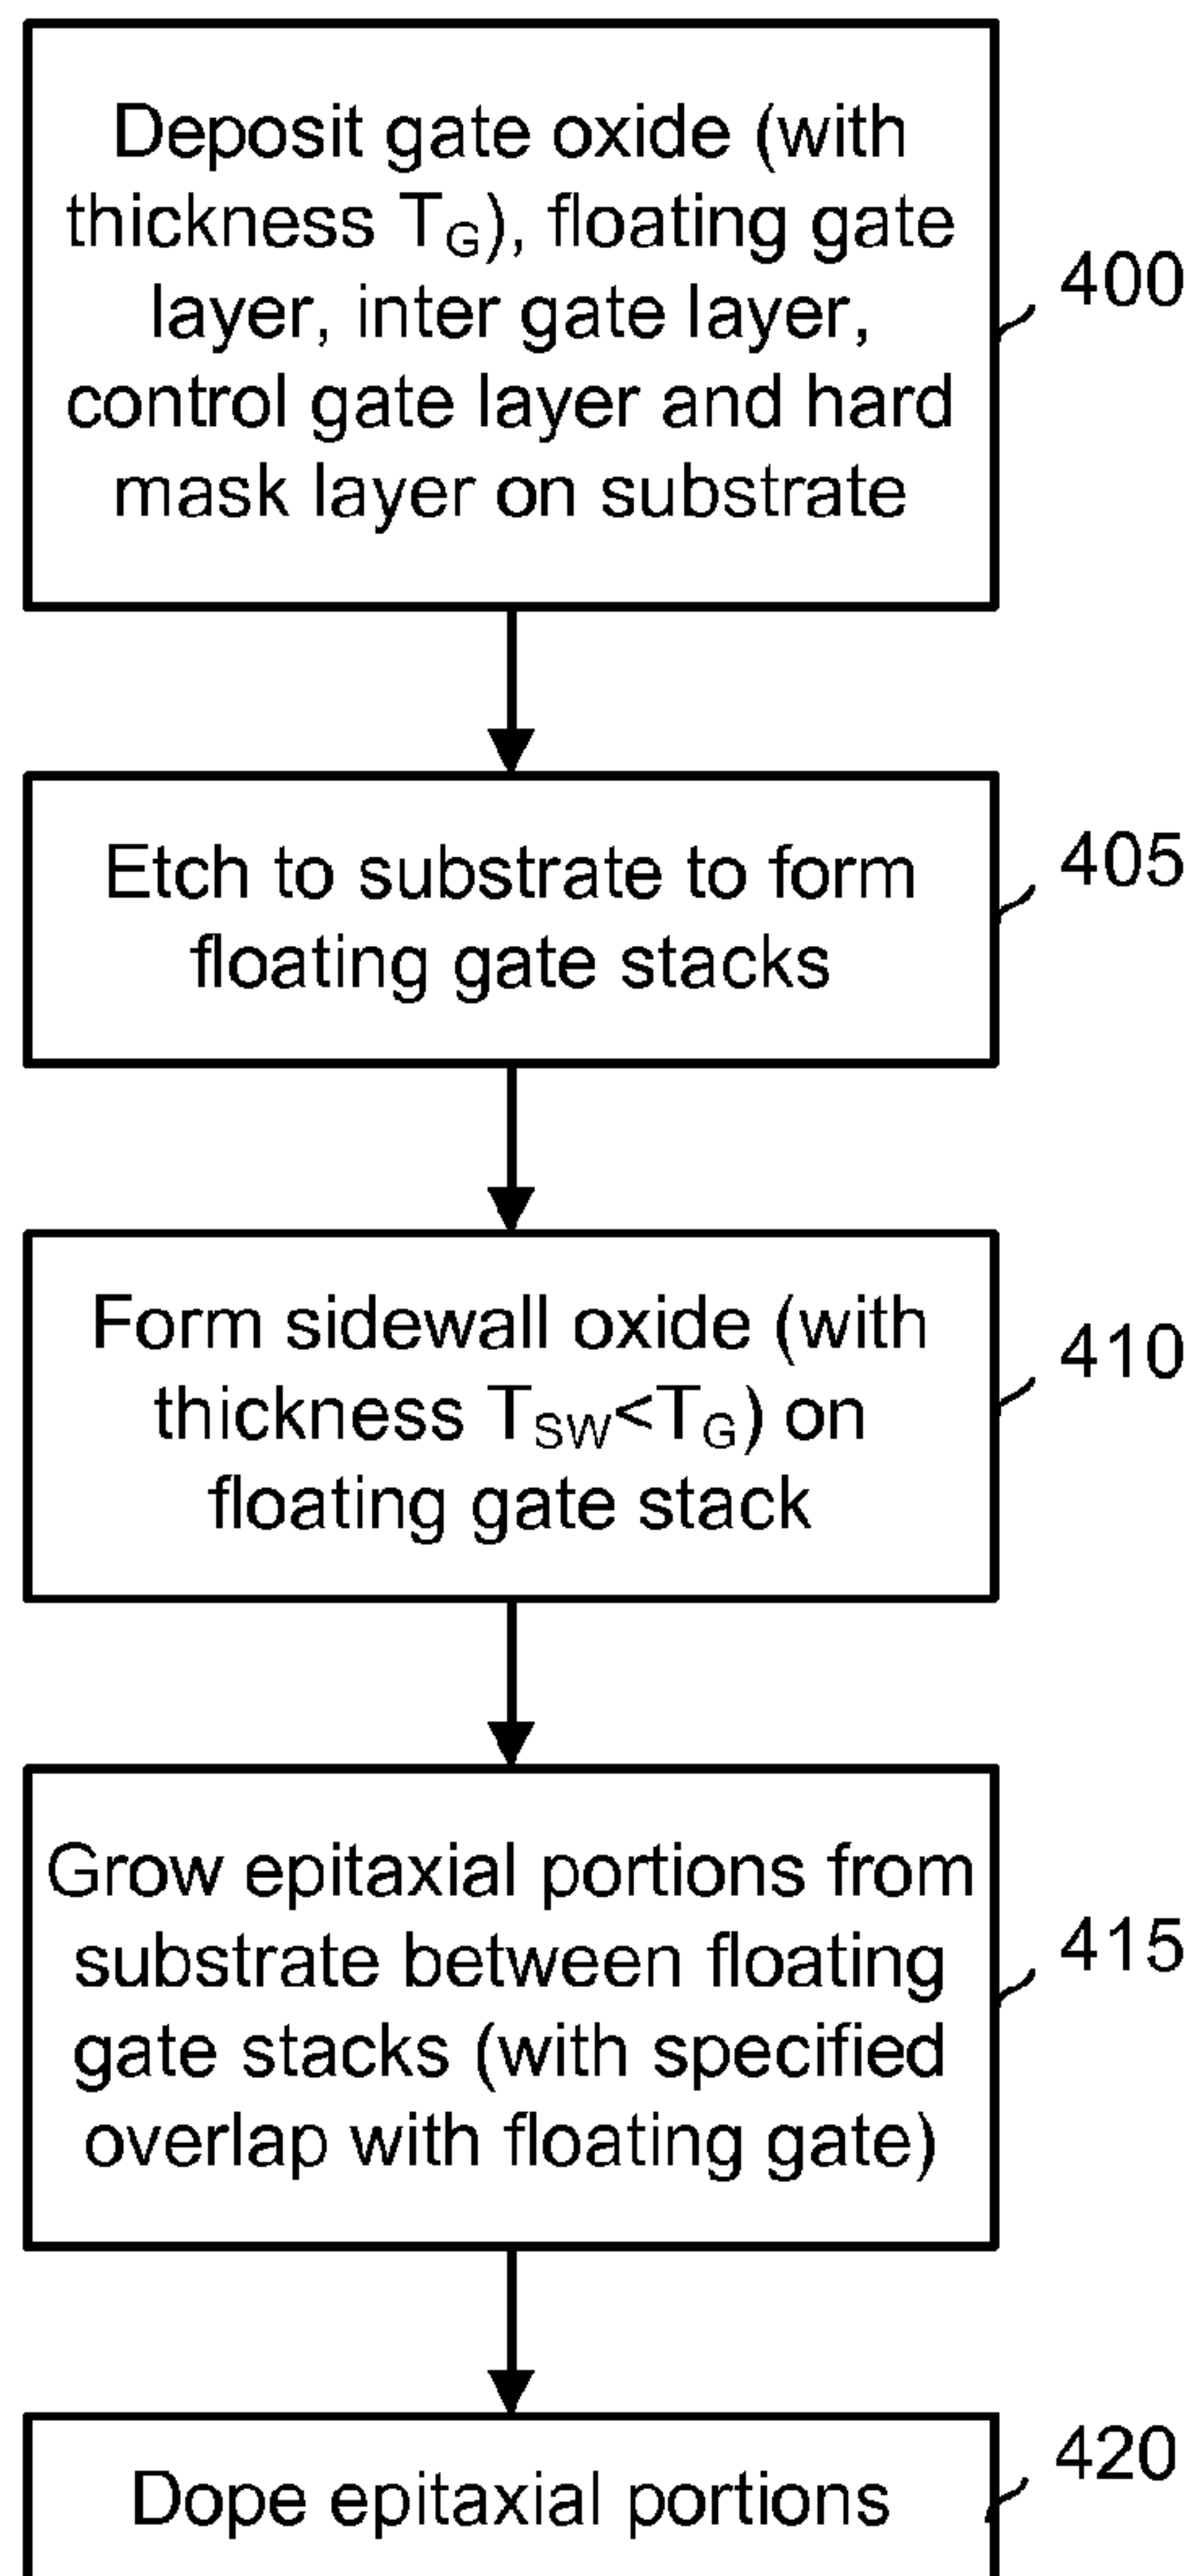 Deposit gate oxide (with
thickness T_G), floating gate
layer, inter gate layer,
control gate layer and hard
mask layer on substrate
400
Etch to substrate to form
floating gate stacks
405
Form sidewall oxide (with
thickness T_SW<T_G) on
floating gate stack
410
Grow epitaxial portions from
substrate between floating
gate stacks (with specified
overlap with floating gate)
415
Dope epitaxial portions
420